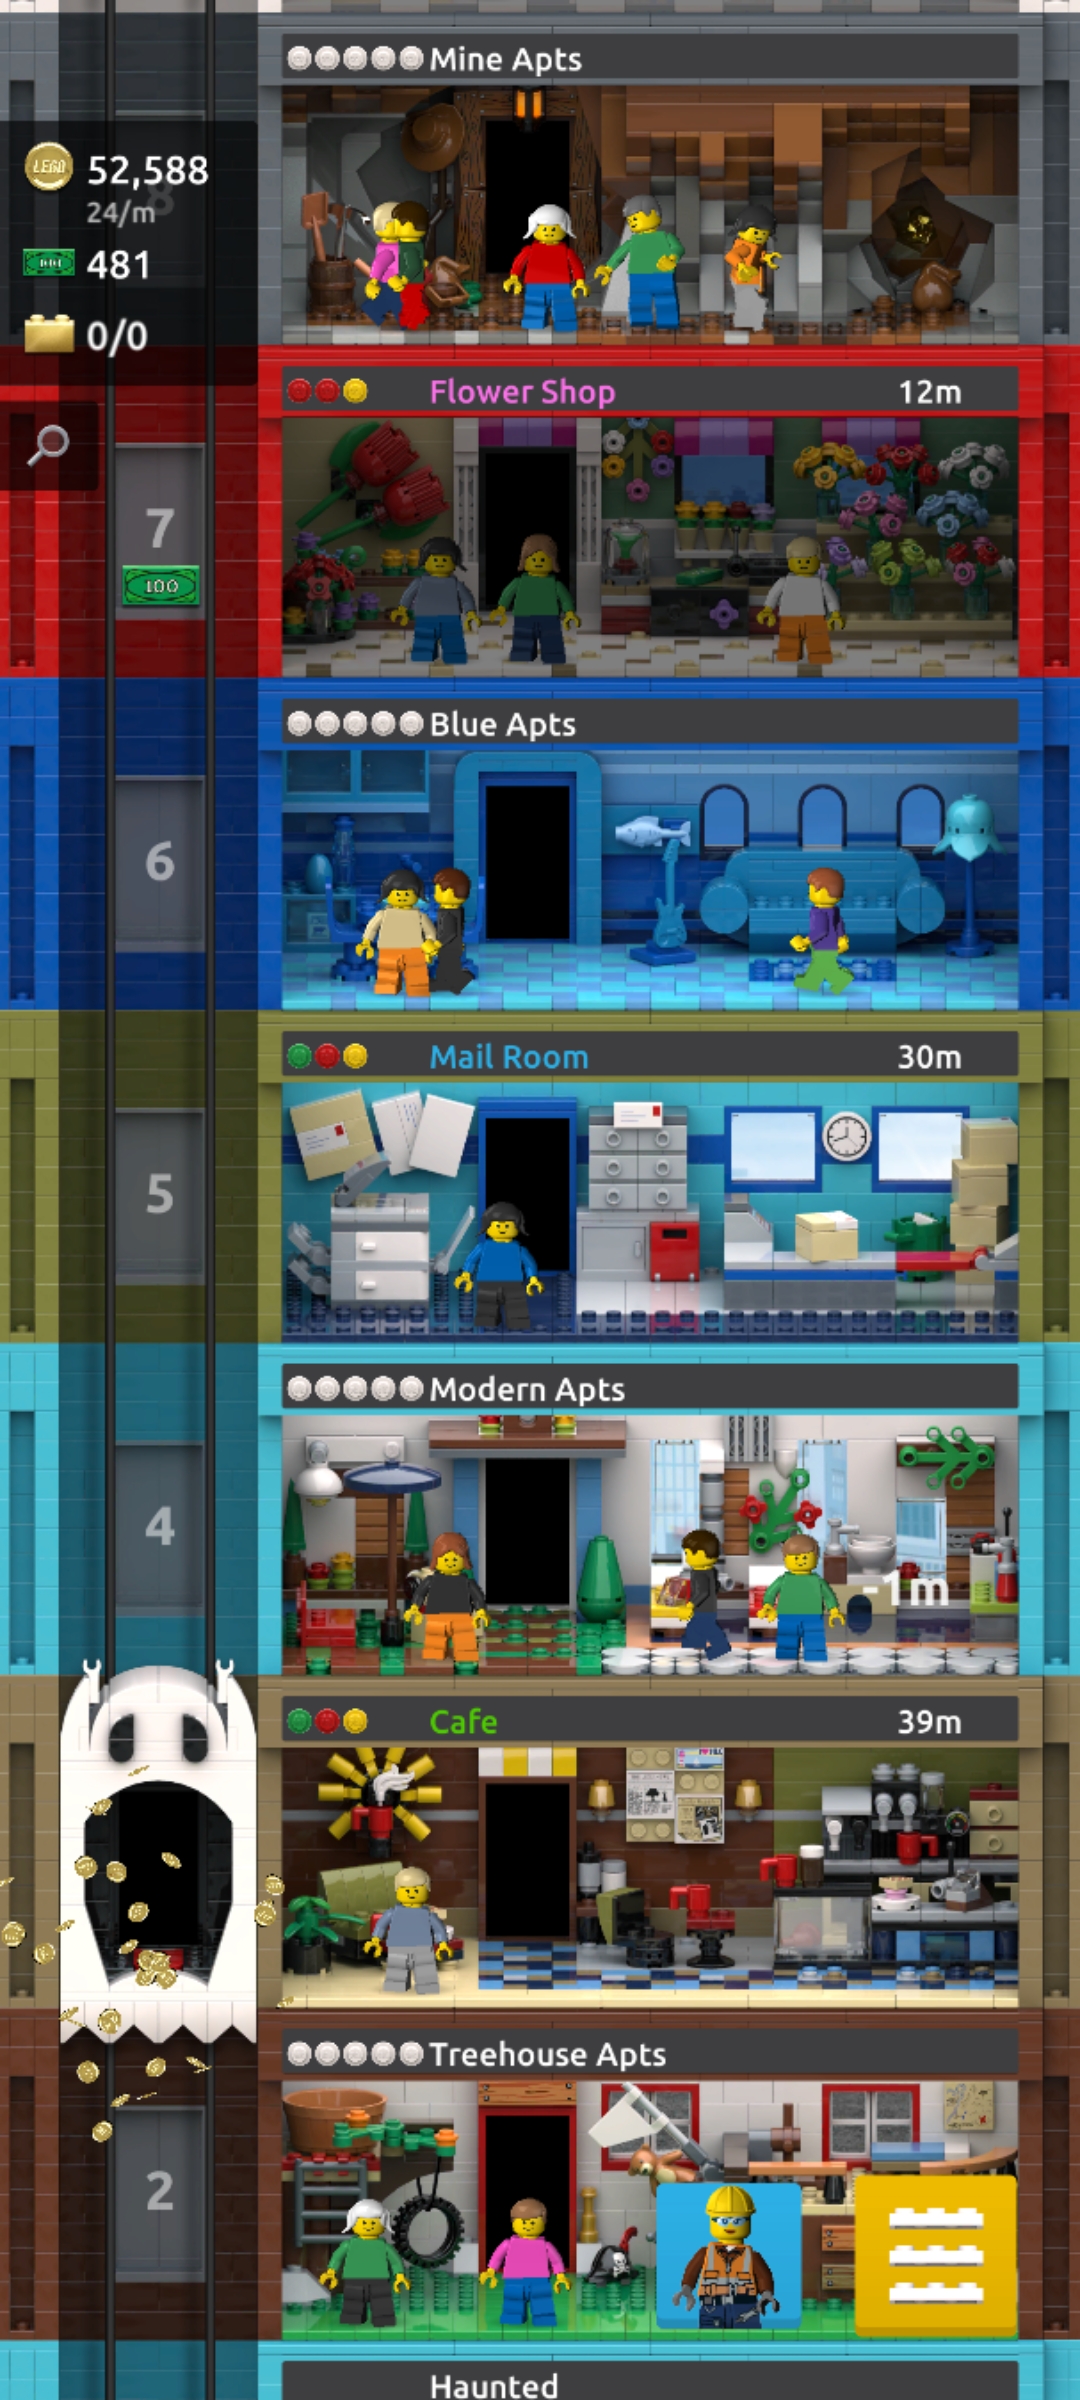 Mine Apts
LEGO 52,588
8
24/m
481
0/0
Flower Shop 12m
7
100
Blue Apts
6
Mail Room 30m
5
Modern Apts
4
-1m
Cafe 39m
Treehouse Apts
2
Haunted